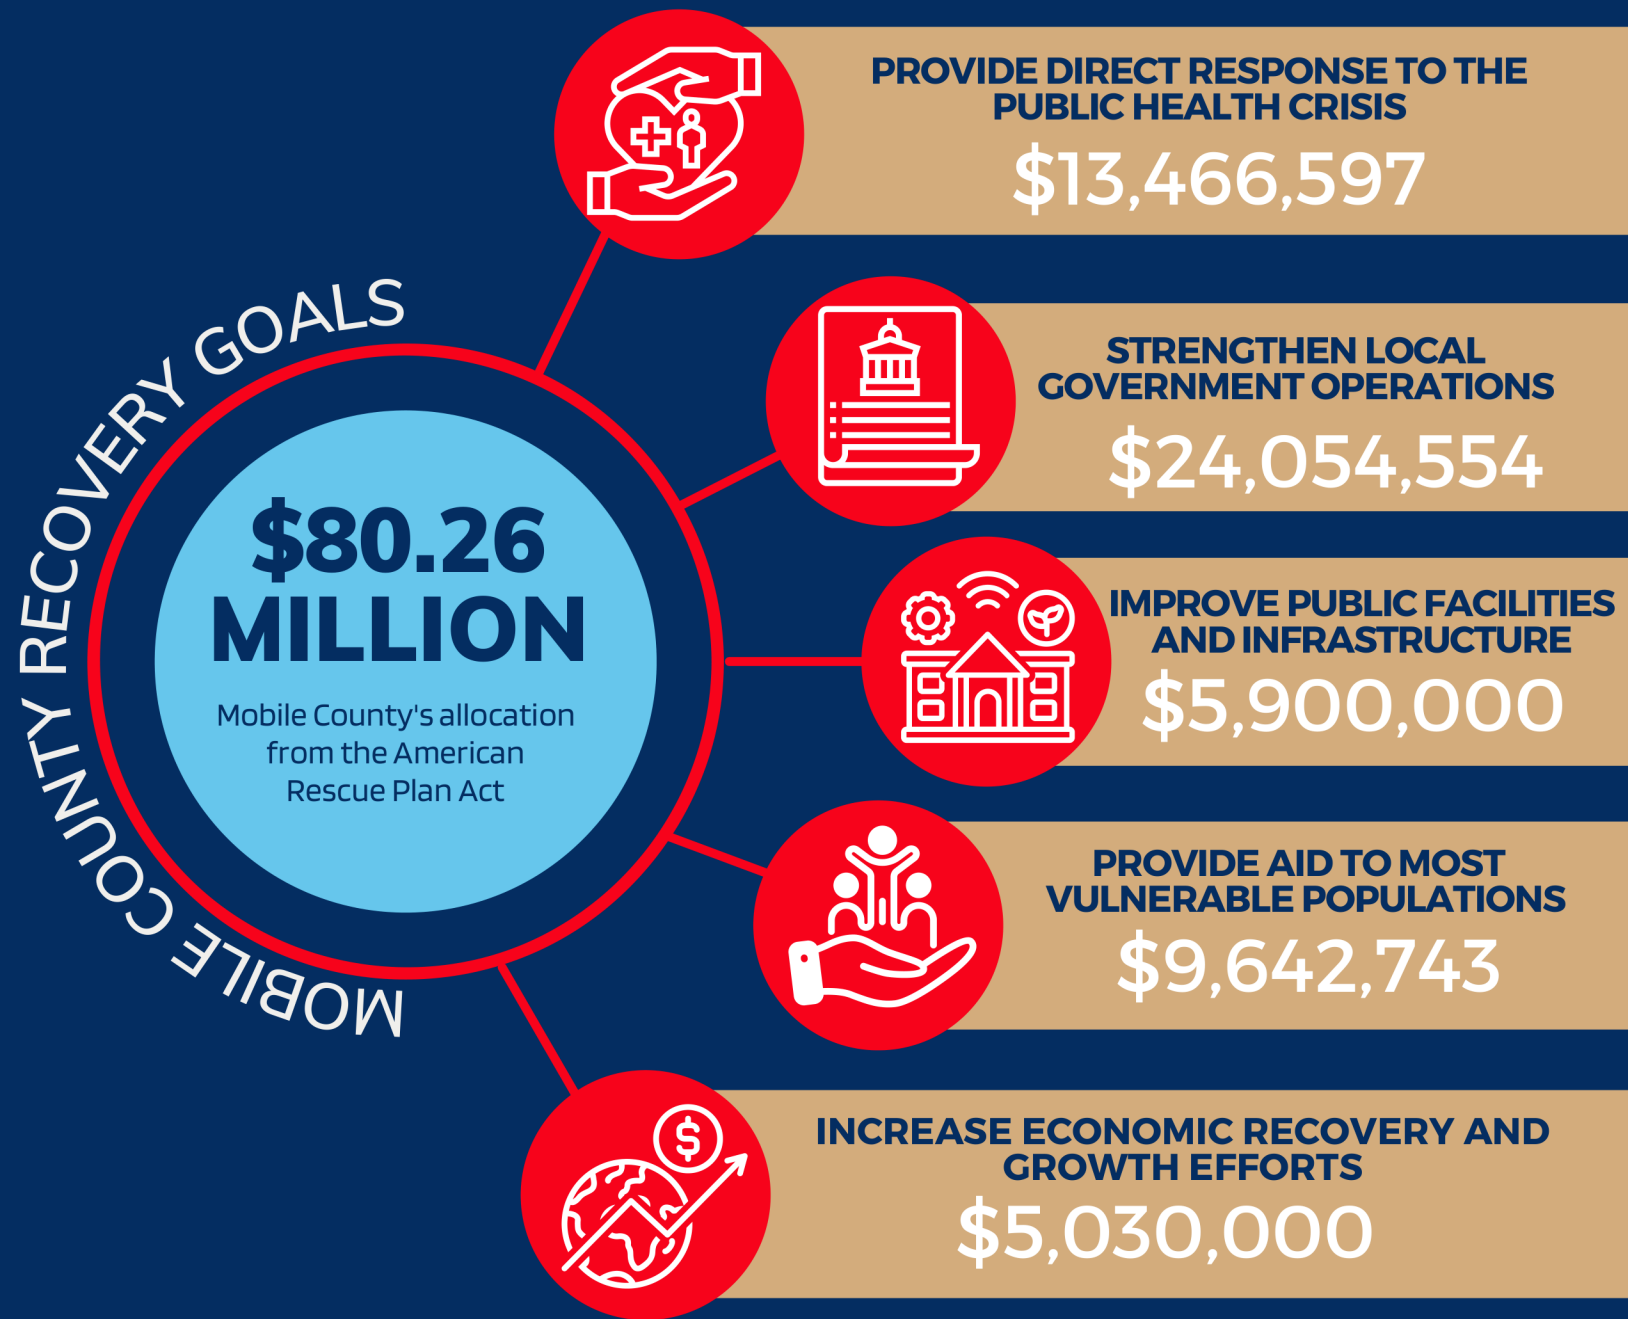 MOBILE COUNTY RECOVERY GOALS
$80.26
MILLION
Mobile County's allocation
from the American
Rescue Plan Act
PROVIDE DIRECT RESPONSE TO THE
PUBLIC HEALTH CRISIS
$13,466,597
STRENGTHEN LOCAL
GOVERNMENT OPERATIONS
$24,054,554
IMPROVE PUBLIC FACILITIES
AND INFRASTRUCTURE
$5,900,000
PROVIDE AID TO MOST
VULNERABLE POPULATIONS
$9,642,743
$
INCREASE ECONOMIC RECOVERY AND
GROWTH EFFORTS
$5,030,000